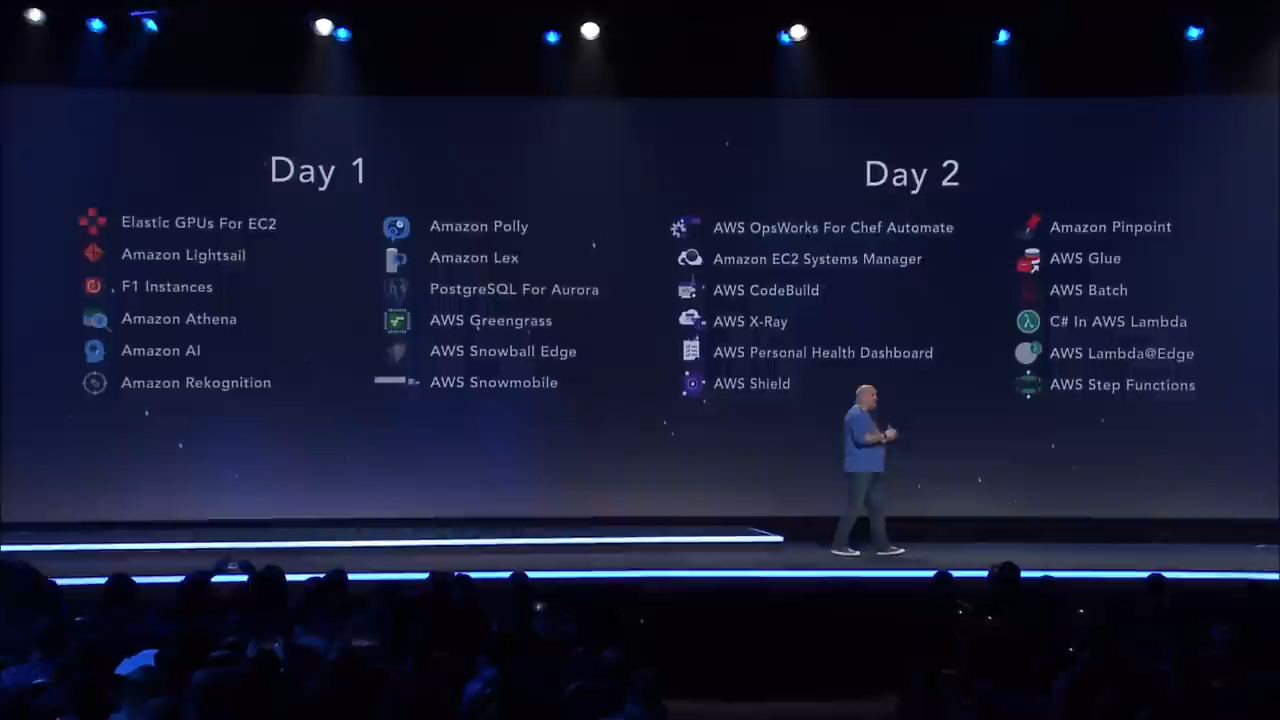 Day 1
Elastic GPUs For EC2
Amazon Lightsail
F1 Instances
Amazon Athena
Amazon AI
Amazon Rekognition
Amazon Polly
Amazon Lex
PostgreSQL For Aurora
AWS Greengrass
AWS Snowball Edge
AWS Snowmobile
Day 2
AWS OpsWorks For Chef Automate
Amazon EC2 Systems Manager
AWS CodeBuild
AWS X-Ray
AWS Personal Health Dashboard
AWS Shield
Amazon Pinpoint
AWS Glue
AWS Batch
C# In AWS Lambda
AWS Lambda@Edge
AWS Step Functions